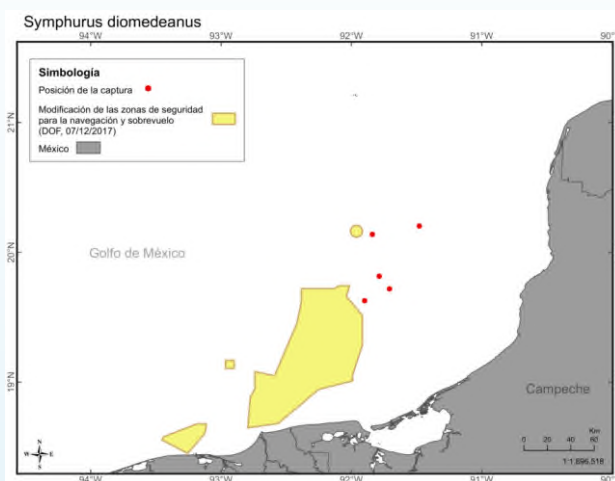 Symphurus diomedeanus
94°W
93°W
92°W
91°W
90°
Simbología
Posición de la captura
Modificación de las zonas de seguridad
para la navegación y sobrevuelo
(DOF, 07/12/2017)
México
21°N
20°N
Golfo de México
19°N
Campeche
N
W
E
S
Km
0
20
40
60
1:1,696,518
94°W
93°W
92°W
91°W
90°